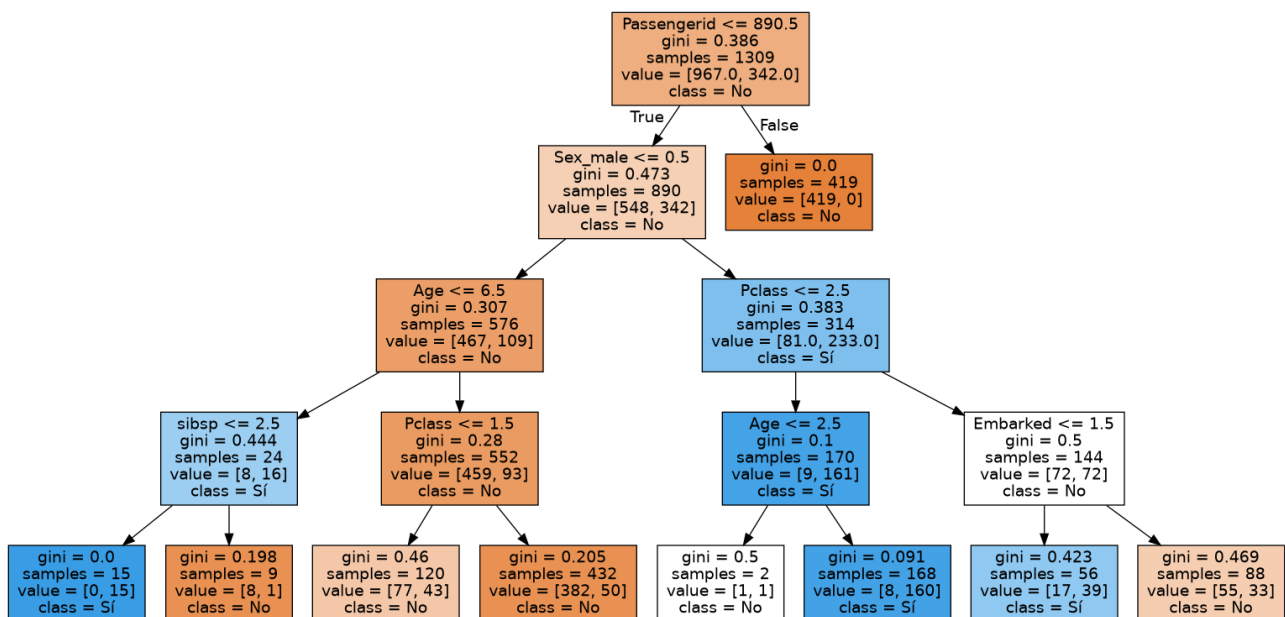 Passengerid <= 890.5
gini = 0.386
samples = 1309
value = [967.0, 342.0]
class = No
True
False
Sex_male <= 0.5
gini = 0.473
samples = 890
value = [548, 342]
class = No
gini = 0.0
samples = 419
value = [419, 0]
class = No
Age <= 6.5
gini = 0.307
samples = 576
value = [467, 109]
class = No
Pclass <= 2.5
gini = 0.383
samples = 314
value = [81.0, 233.0]
class = Sí
sibsp <= 2.5
gini = 0.444
samples = 24
value = [8, 16]
class = Sí
Pclass <= 1.5
gini = 0.28
samples = 552
value = [459, 93]
class = No
Age <= 2.5
gini = 0.1
samples = 170
value = [9, 161]
class = Sí
Embarked <= 1.5
gini = 0.5
samples = 144
value = [72, 72]
class = No
gini = 0.0
samples = 15
value = [0, 15]
class = Sí
gini = 0.198
samples = 9
value = [8, 1]
class = No
gini = 0.46
samples = 120
value = [77, 43]
class = No
gini = 0.205
samples = 432
value = [382, 50]
class = No
gini = 0.5
samples = 2
value = [1, 1]
class = No
gini = 0.091
samples = 168
value = [8, 160]
class = Sí
gini = 0.423
samples = 56
value = [17, 39]
class = Sí
gini = 0.469
samples = 88
value = [55, 33]
class = No